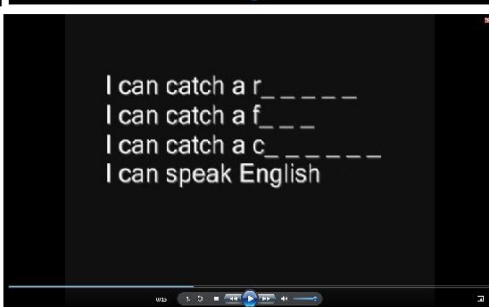 I can catch a r_ _ _ _ _
I can catch a f_ _ _
I can catch a c_ _ _ _ _ _
I can speak English